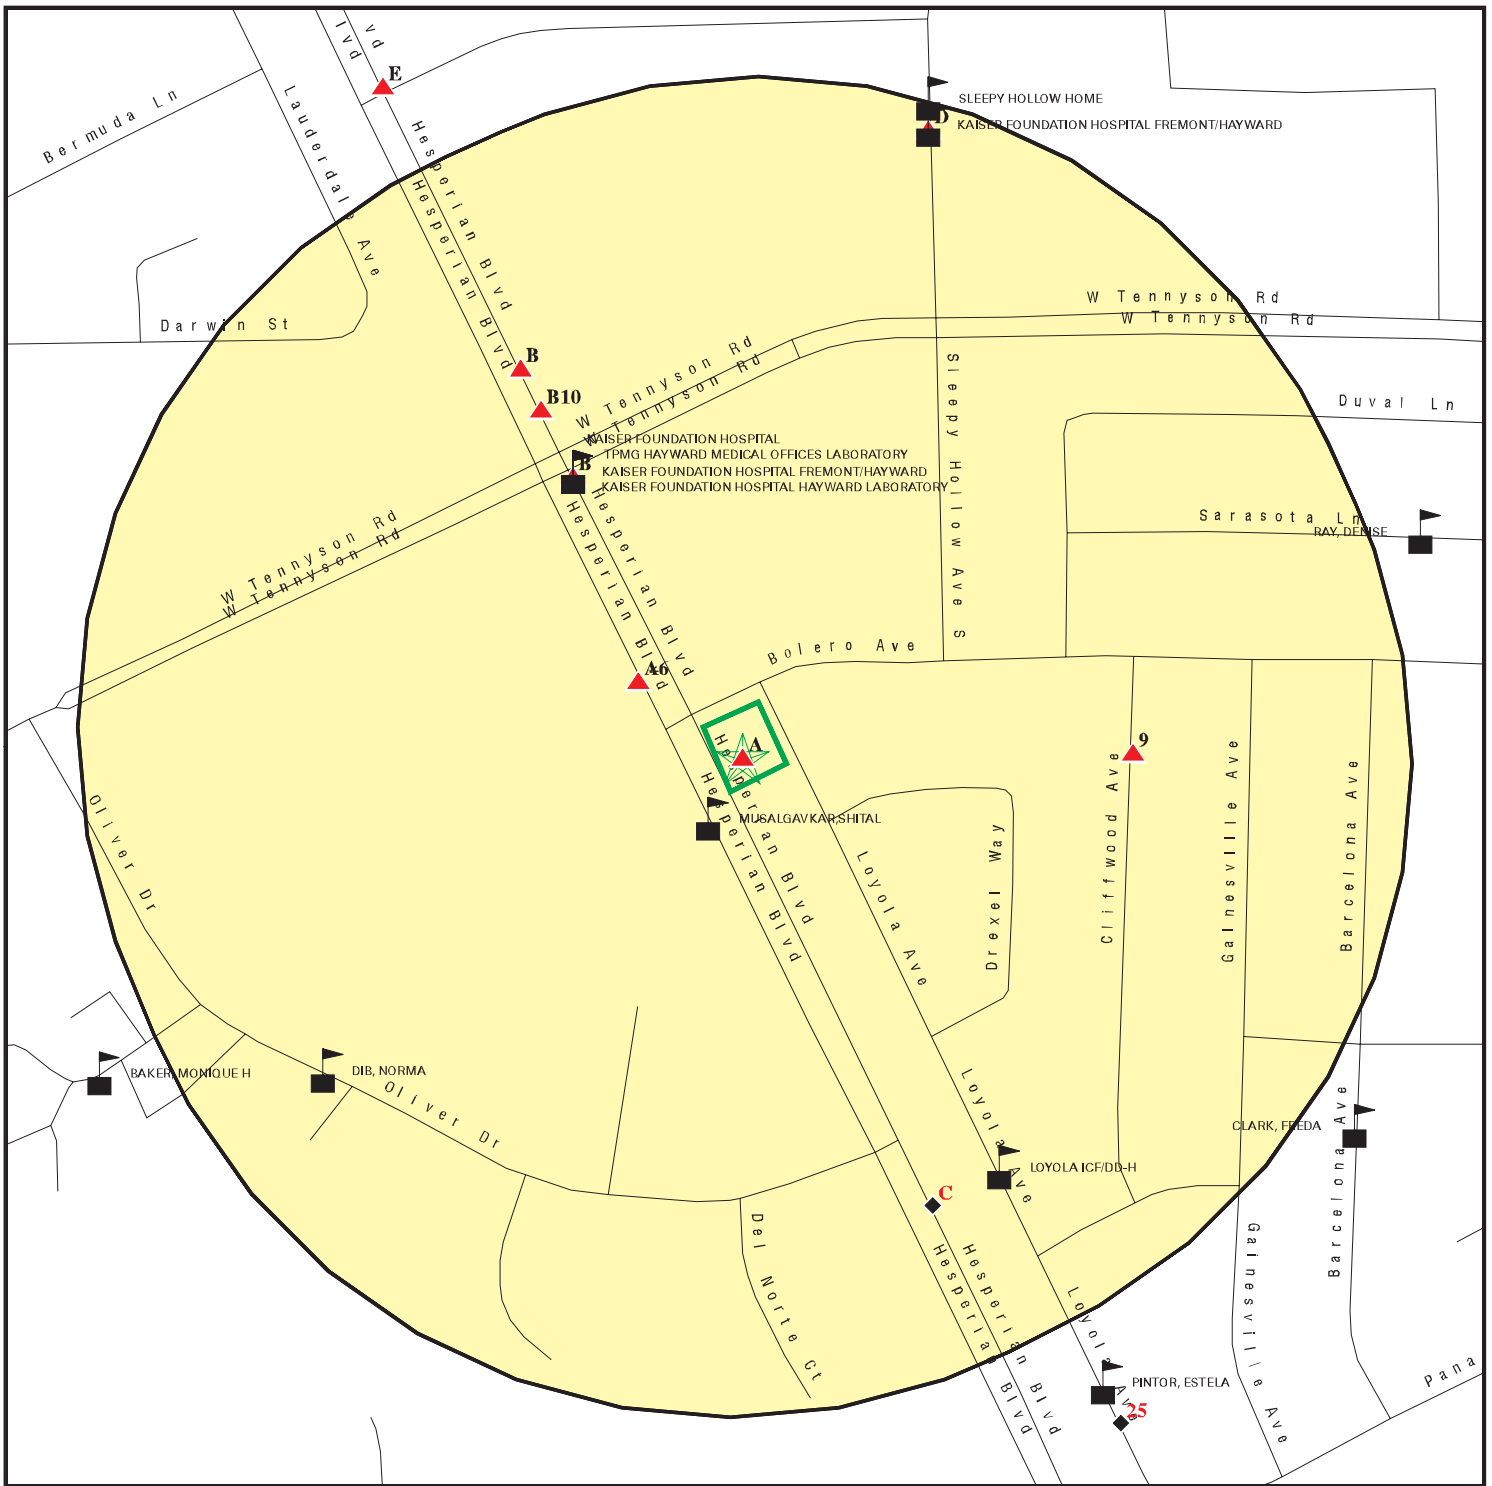 lvd
vd
E
Bermuda Ln
Lauderdale Ave
Hesperian Blvd
Hesperian Blvd
SLEEPY HOLLOW HOME
D
KAISER FOUNDATION HOSPITAL FREMONT/HAYWARD
Darwin St
W Tennyson Rd
W Tennyson Rd
B
B10
W Tennyson Rd
W Tennyson Rd
Sleepy Hollow Ave S
Duval Ln
KAISER FOUNDATION HOSPITAL
TPMG HAYWARD MEDICAL OFFICES LABORATORY
B
KAISER FOUNDATION HOSPITAL FREMONT/HAYWARD
KAISER FOUNDATION HOSPITAL HAYWARD LABORATORY
Sarasota Ln
RAY, DENISE
W Tennyson Rd
W Tennyson Rd
Hesperian Blvd
Hesperian Blvd
Bolero Ave
A6
A
9
Hesperian Blvd
Hesperian Blvd
MUSALGAVKAR,SHITAL
Oliver Dr
Loyola Ave
Drexel Way
Cliffwood Ave
Gainesville Ave
Barcelona Ave
BAKER, MONIQUE H
DIB, NORMA
Oliver Dr
Loyola Ave
CLARK, FREDA
Barcelona Ave
LOYOLA ICF/DD-H
C
Del Norte Ct
Hesperian Blvd
Hesperian Blvd
Loyola Ave
Gainesville Ave
PINTOR, ESTELA
25
Pana